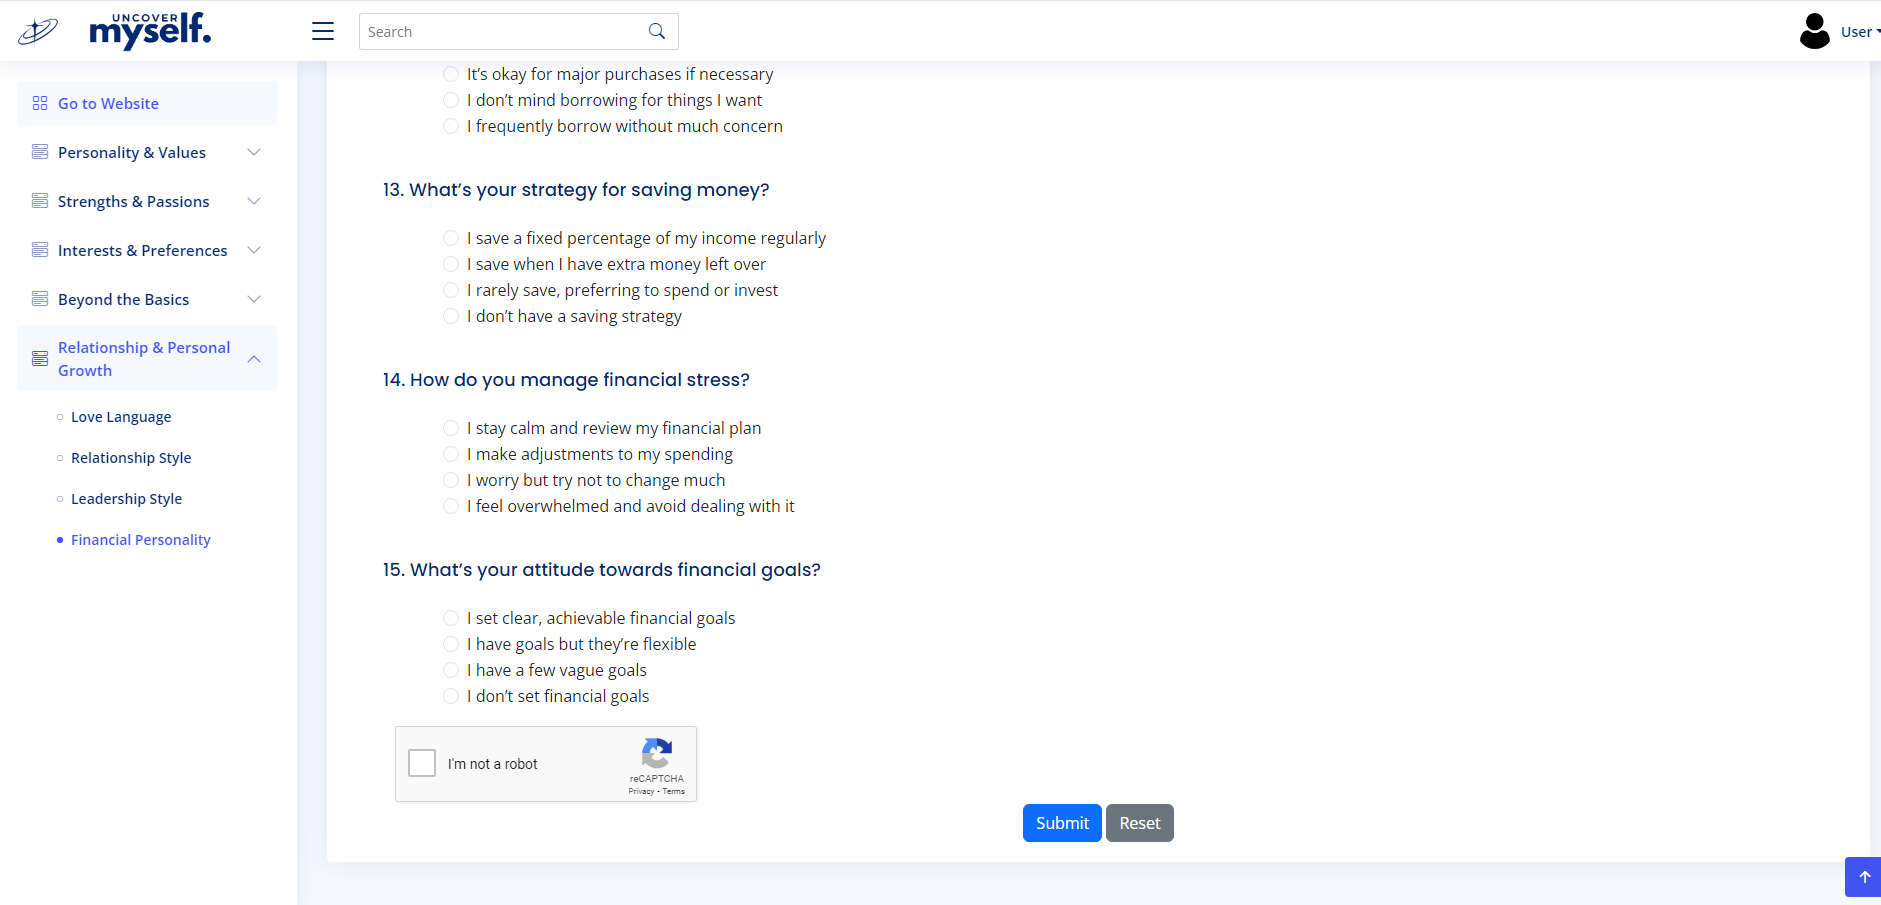 UNCOVER
myself.
Search
User
Go to Website
Personality & Values
Strengths & Passions
Interests & Preferences
Beyond the Basics
Relationship & Personal
Growth
Love Language
Relationship Style
Leadership Style
Financial Personality
It’s okay for major purchases if necessary
I don’t mind borrowing for things I want
I frequently borrow without much concern
13. What’s your strategy for saving money?
I save a fixed percentage of my income regularly
I save when I have extra money left over
I rarely save, preferring to spend or invest
I don’t have a saving strategy
14. How do you manage financial stress?
I stay calm and review my financial plan
I make adjustments to my spending
I worry but try not to change much
I feel overwhelmed and avoid dealing with it
15. What’s your attitude towards financial goals?
I set clear, achievable financial goals
I have goals but they’re flexible
I have a few vague goals
I don’t set financial goals
I'm not a robot
reCAPTCHA
Privacy - Terms
Submit
Reset